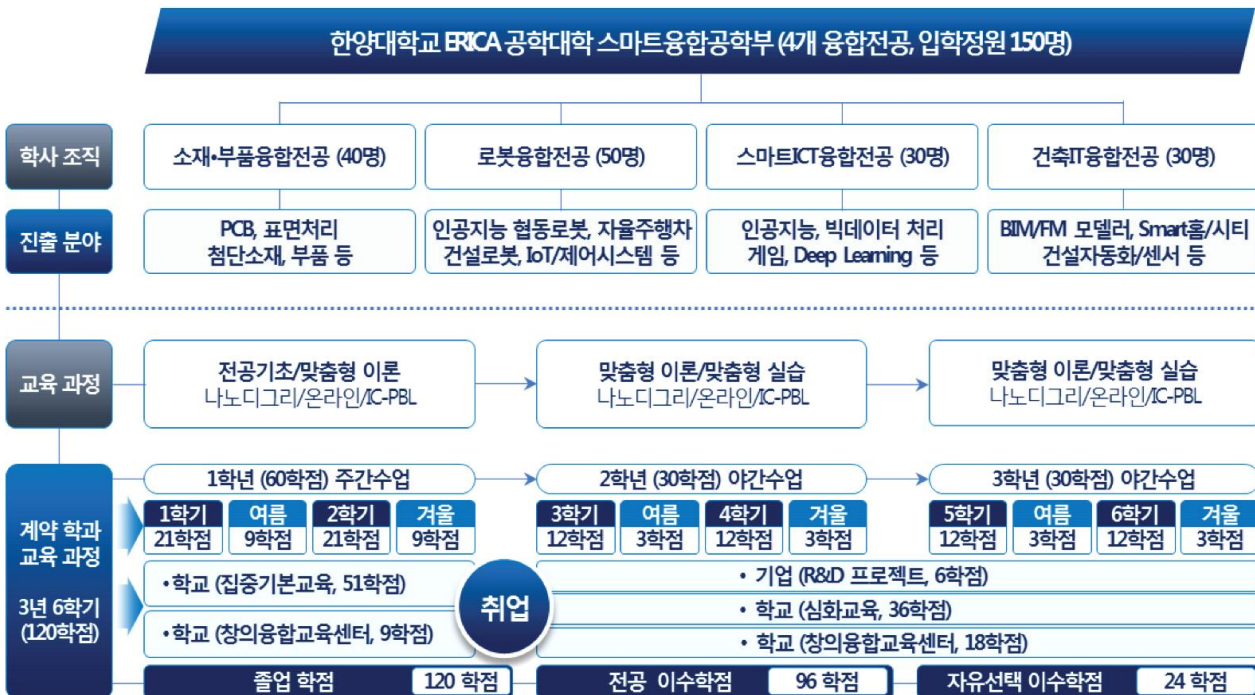 한양대학교 ERICA 공학대학 스마트융합공학부 (4개 융합전공, 입학정원 150명)
학사 조직
소재•부품융합전공 (40명)
로봇융합전공 (50명)
스마트ICT융합전공 (30명)
건축IT융합전공 (30명)
진출 분야
PCB, 표면처리
첨단소재, 부품 등
인공지능 협동로봇, 자율주행차
건설로봇, IoT/제어시스템 등
인공지능, 빅데이터 처리
게임, Deep Learning 등
BIM/FM 모델러, Smart홈/시티
건설자동화/센서 등
교육 과정
전공기초/맞춤형 이론
나노디그리/온라인/IC-PBL
맞춤형 이론/맞춤형 실습
나노디그리/온라인/IC-PBL
맞춤형 이론/맞춤형 실습
나노디그리/온라인/IC-PBL
계약 학과
교육 과정
3년 6학기
(120학점)
1학년 (60학점) 주간수업
2학년 (30학점) 야간수업
3학년 (30학점) 야간수업
1학기 여름 2학기 겨울
21학점 9학점 21학점 9학점
3학기 여름 4학기 겨울
12학점 3학점 12학점 3학점
5학기 여름 6학기 겨울
12학점 3학점 12학점 3학점
•학교 (집중기본교육, 51학점)
•학교 (창의융합교육센터, 9학점)
취업
• 기업 (R&D 프로젝트, 6학점)
• 학교 (심화교육, 36학점)
• 학교 (창의융합교육센터, 18학점)
졸업 학점 120 학점
전공 이수학점 96 학점
자유선택 이수학점 24 학점